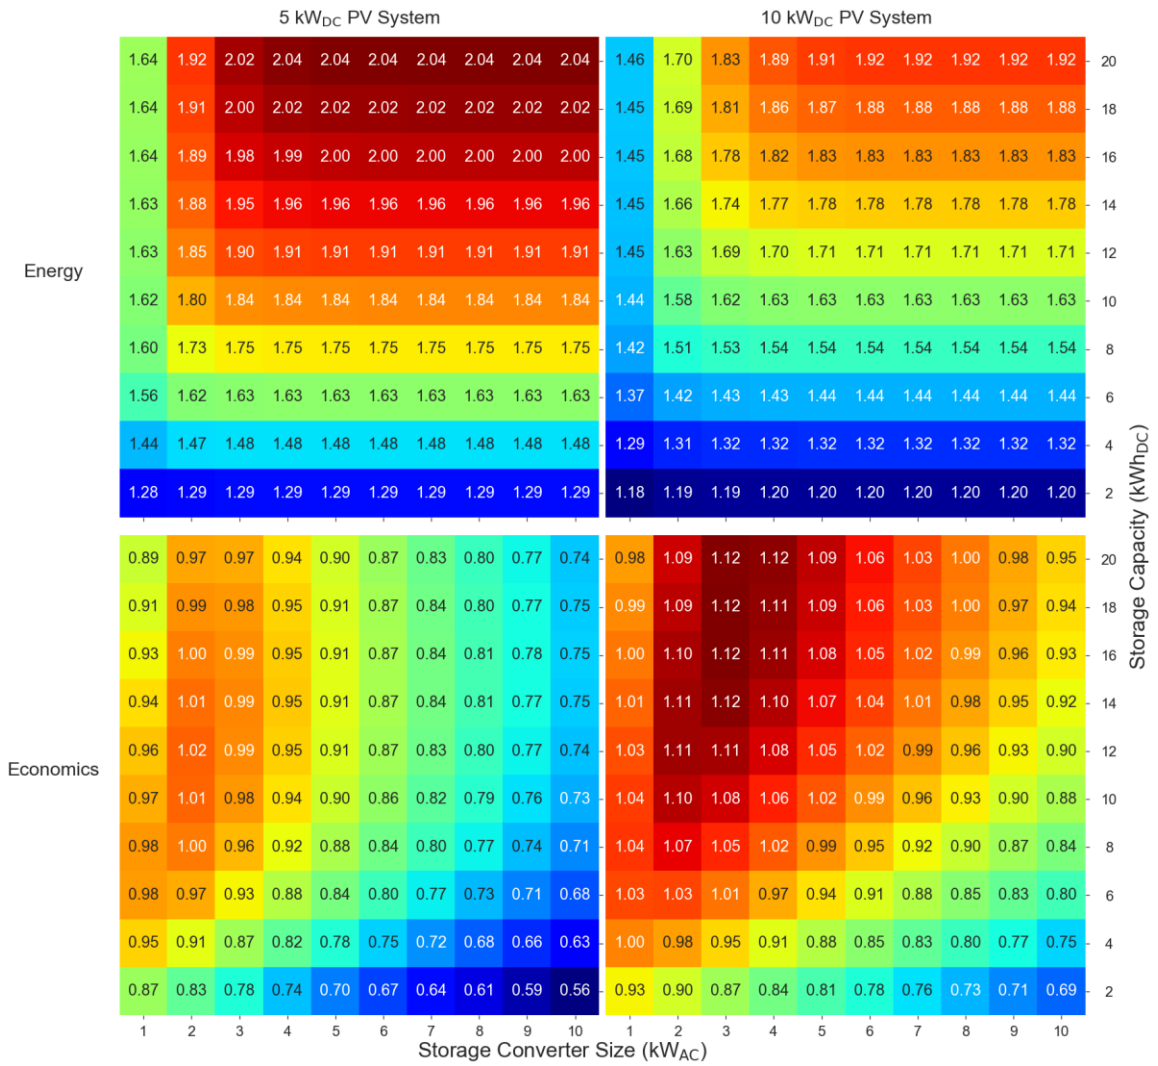 5 kW_DC PV System 10 kW_DC PV System
1.64 1.92 2.02 2.04 2.04 2.04 2.04 2.04 2.04 2.04 1.46 1.70 1.83 1.89 1.91 1.92 1.92 1.92 1.92 1.92 20
1.64 1.91 2.00 2.02 2.02 2.02 2.02 2.02 2.02 2.02 1.45 1.69 1.81 1.86 1.87 1.88 1.88 1.88 1.88 1.88 18
1.64 1.89 1.98 1.99 2.00 2.00 2.00 2.00 2.00 2.00 1.45 1.68 1.78 1.82 1.83 1.83 1.83 1.83 1.83 1.83 16
1.63 1.88 1.95 1.96 1.96 1.96 1.96 1.96 1.96 1.96 1.45 1.66 1.74 1.77 1.78 1.78 1.78 1.78 1.78 1.78 14
1.63 1.85 1.90 1.91 1.91 1.91 1.91 1.91 1.91 1.91 1.45 1.63 1.69 1.70 1.71 1.71 1.71 1.71 1.71 1.71 12
Energy
1.62 1.80 1.84 1.84 1.84 1.84 1.84 1.84 1.84 1.84 1.44 1.58 1.62 1.63 1.63 1.63 1.63 1.63 1.63 1.63 10
1.60 1.73 1.75 1.75 1.75 1.75 1.75 1.75 1.75 1.75 1.42 1.51 1.53 1.54 1.54 1.54 1.54 1.54 1.54 1.54 8
1.56 1.62 1.63 1.63 1.63 1.63 1.63 1.63 1.63 1.63 1.37 1.42 1.43 1.43 1.44 1.44 1.44 1.44 1.44 1.44 6
1.44 1.47 1.48 1.48 1.48 1.48 1.48 1.48 1.48 1.48 1.29 1.31 1.32 1.32 1.32 1.32 1.32 1.32 1.32 1.32 4
1.28 1.29 1.29 1.29 1.29 1.29 1.29 1.29 1.29 1.29 1.18 1.19 1.19 1.20 1.20 1.20 1.20 1.20 1.20 1.20 2
0.89 0.97 0.97 0.94 0.90 0.87 0.83 0.80 0.77 0.74 0.98 1.09 1.12 1.12 1.09 1.06 1.03 1.00 0.98 0.95 20
0.91 0.99 0.98 0.95 0.91 0.87 0.84 0.80 0.77 0.75 0.99 1.09 1.12 1.11 1.09 1.06 1.03 1.00 0.97 0.94 18
0.93 1.00 0.99 0.95 0.91 0.87 0.84 0.81 0.78 0.75 1.00 1.10 1.12 1.11 1.08 1.05 1.02 0.99 0.96 0.93 16
0.94 1.01 0.99 0.95 0.91 0.87 0.84 0.81 0.77 0.75 1.01 1.11 1.12 1.10 1.07 1.04 1.01 0.98 0.95 0.92 14
0.96 1.02 0.99 0.95 0.91 0.87 0.83 0.80 0.77 0.74 1.03 1.11 1.11 1.08 1.05 1.02 0.99 0.96 0.93 0.90 12
Economics
0.97 1.01 0.98 0.94 0.90 0.86 0.82 0.79 0.76 0.73 1.04 1.10 1.08 1.06 1.02 0.99 0.96 0.93 0.90 0.88 10
0.98 1.00 0.96 0.92 0.88 0.84 0.80 0.77 0.74 0.71 1.04 1.07 1.05 1.02 0.99 0.95 0.92 0.90 0.87 0.84 8
0.98 0.97 0.93 0.88 0.84 0.80 0.77 0.73 0.71 0.68 1.03 1.03 1.01 0.97 0.94 0.91 0.88 0.85 0.83 0.80 6
0.95 0.91 0.87 0.82 0.78 0.75 0.72 0.68 0.66 0.63 1.00 0.98 0.95 0.91 0.88 0.85 0.83 0.80 0.77 0.75 4
0.87 0.83 0.78 0.74 0.70 0.67 0.64 0.61 0.59 0.56 0.93 0.90 0.87 0.84 0.81 0.78 0.76 0.73 0.71 0.69 2
1 2 3 4 5 6 7 8 9 10 1 2 3 4 5 6 7 8 9 10
Storage Converter Size (kW_AC)
Storage Capacity (kWh_DC)